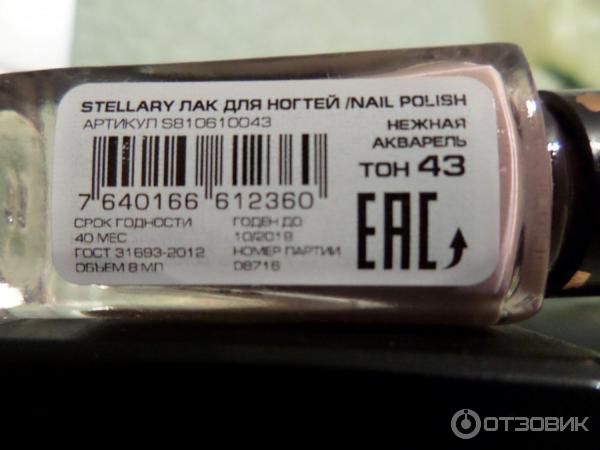 STELLARY ЛАК ДЛЯ НОГТЕЙ /NAIL POLISH
АРТИКУЛ S810610043
НЕЖНАЯ
АКВАРЕЛЬ
ТОН 43
7 640166 612360
СРОК ГОДНОСТИ
40 МЕС
ГОСТ 31693-2012
ОБЪЕМ 8 МЛ
ГОДЕН ДО
10/2019
НОМЕР ПАРТИИ
08716
EAC
ОТЗОВИК